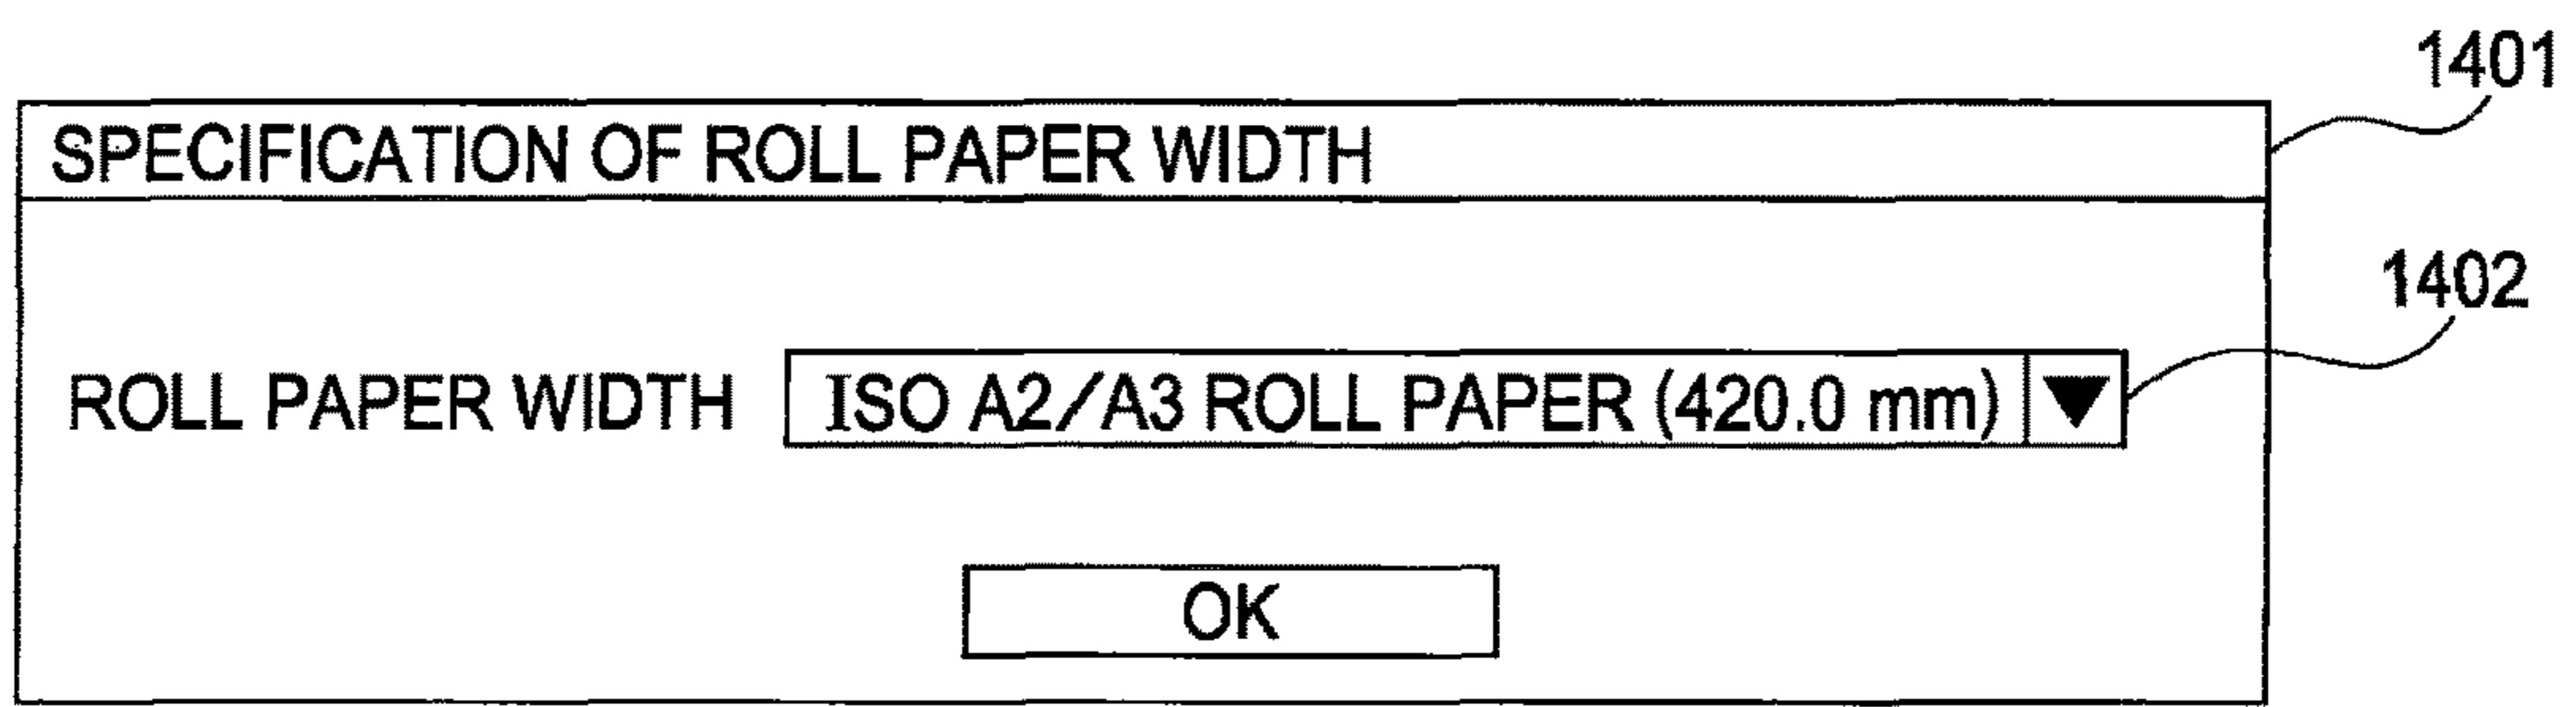 1401
SPECIFICATION OF ROLL PAPER WIDTH
1402
ROLL PAPER WIDTH ISO A2/A3 ROLL PAPER (420.0 mm)
OK